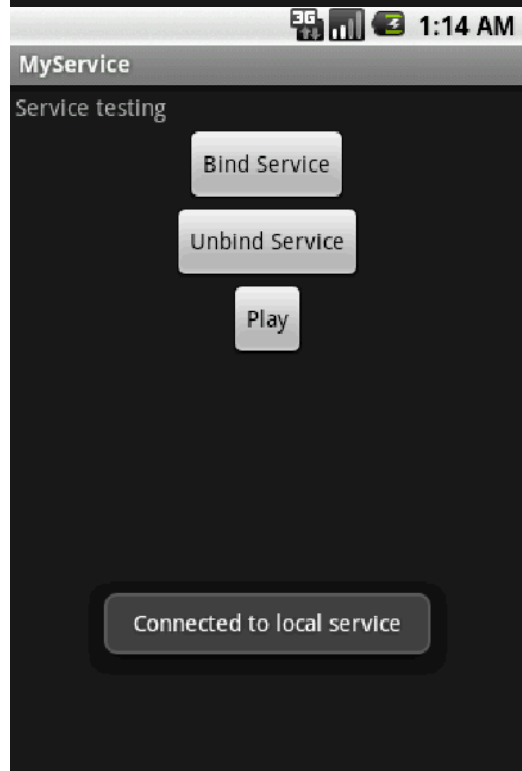 3G 1:14 AM
MyService
Service testing
Bind Service
Unbind Service
Play
Connected to local service